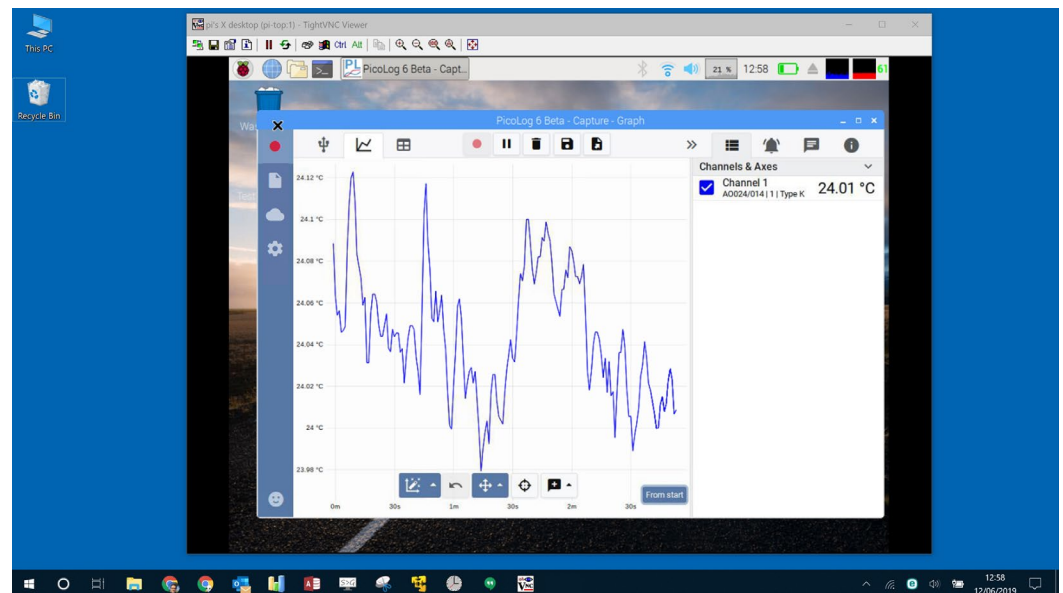 This PC
Recycle Bin
pi's X desktop (pi-top:1) - TightVNC Viewer
Ctrl Alt
PicoLog 6 Beta - Capt..
21 % 12:58 61
Was
PicoLog 6 Beta - Capture - Graph
Channels & Axes
Channel 1
AO024/014 | 1 | Type K
24.01 °C
24.12 °C
24.1 °C
24.08 °C
24.06 °C
24.04 °C
24.02 °C
24 °C
23.98 °C
From start
0m 30s 1m 30s 2m 30s
12:58
12/06/2019